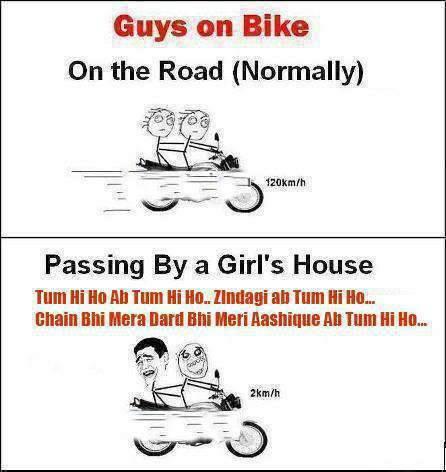 Guys on Bike
On the Road (Normally)
120km/h
Passing By a Girl's House
Tum Hi Ho Ab Tum Hi Ho.. ZIndagi ab Tum Hi Ho...
Chain Bhi Mera Dard Bhi Meri Aashique Ab Tum Hi Ho...
2km/h